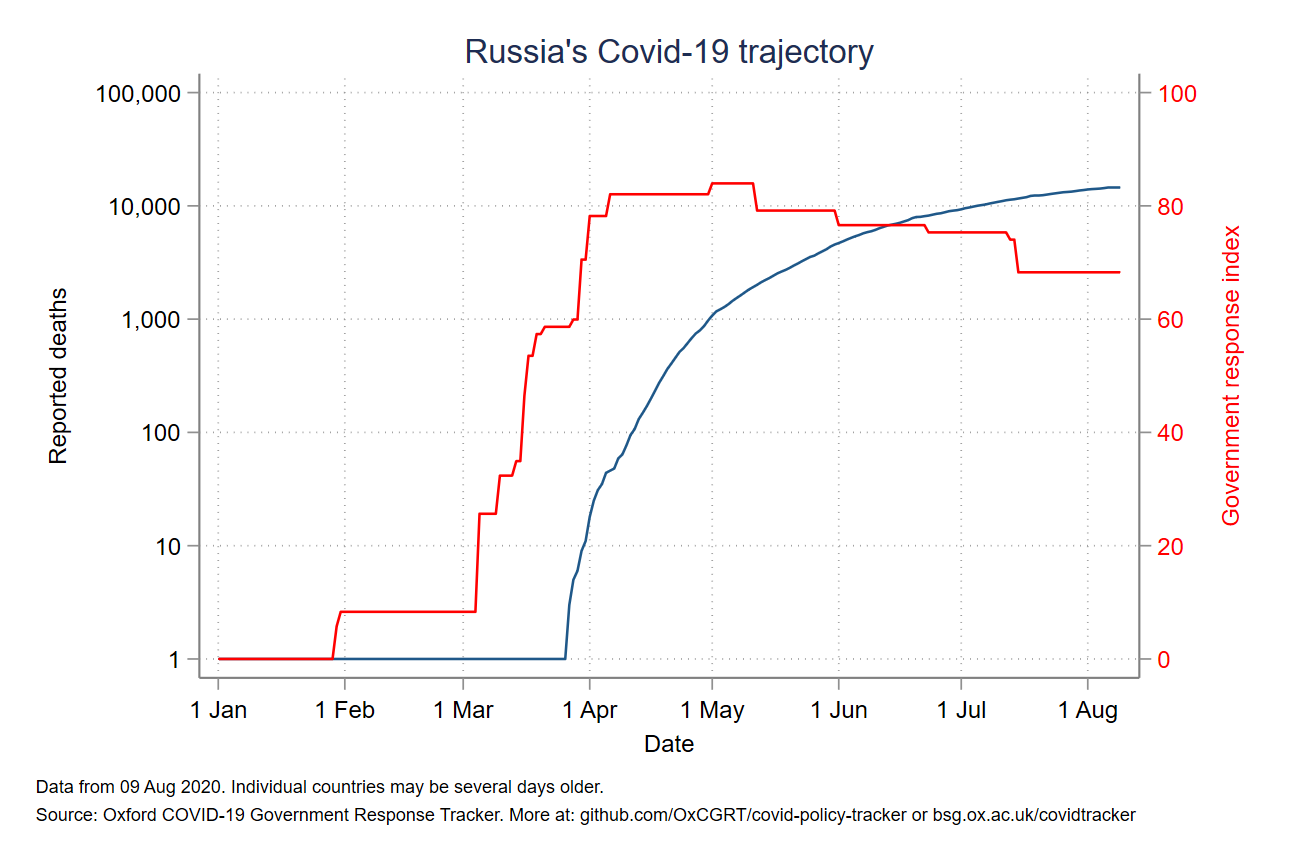 Russia's Covid-19 trajectory
100,000
10,000
1,000
100
10
1
Reported deaths
100
80
60
40
20
0
Government response index
1 Jan 1 Feb 1 Mar 1 Apr 1 May 1 Jun 1 Jul 1 Aug
Date
Data from 09 Aug 2020. Individual countries may be several days older.
Source: Oxford COVID-19 Government Response Tracker. More at: github.com/OxCGRT/covid-policy-tracker or bsg.ox.ac.uk/covidtracker